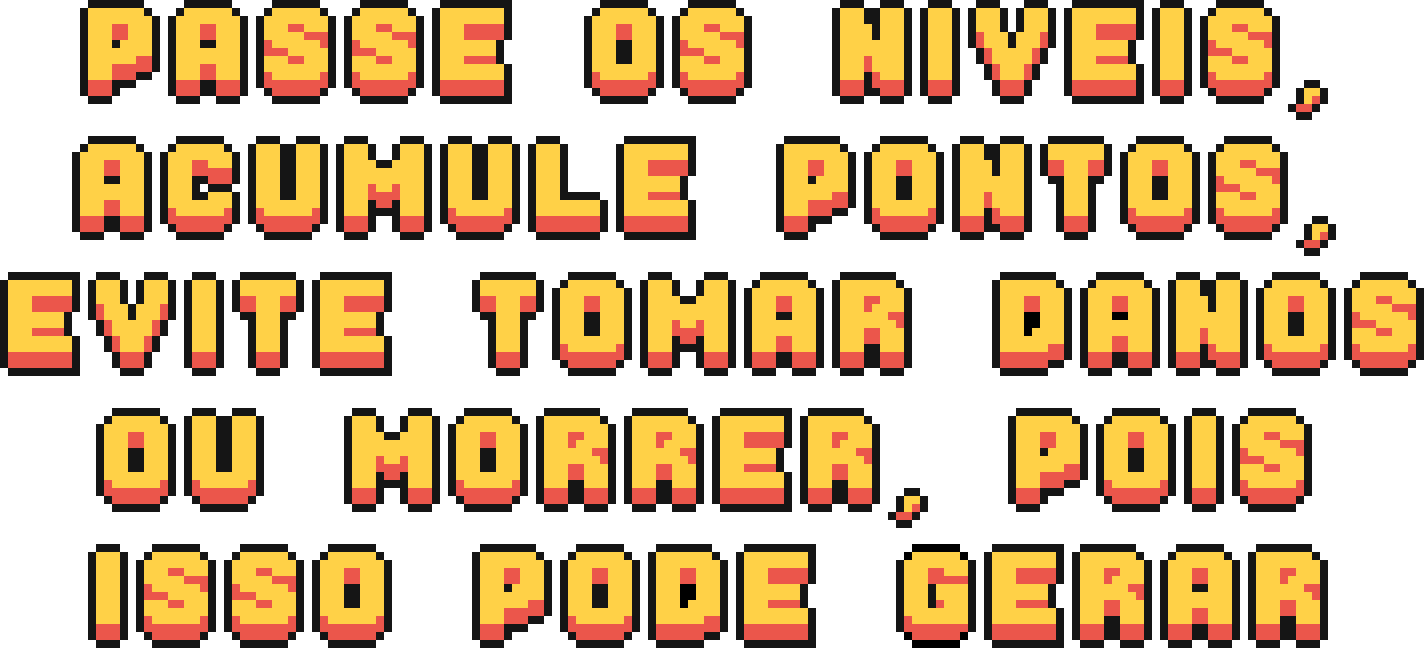 PASSE OS NIVEIS,
ACUMULE PONTOS,
EVITE TOMAR DANOS
OU MORRER, POIS
ISSO PODE GERAR